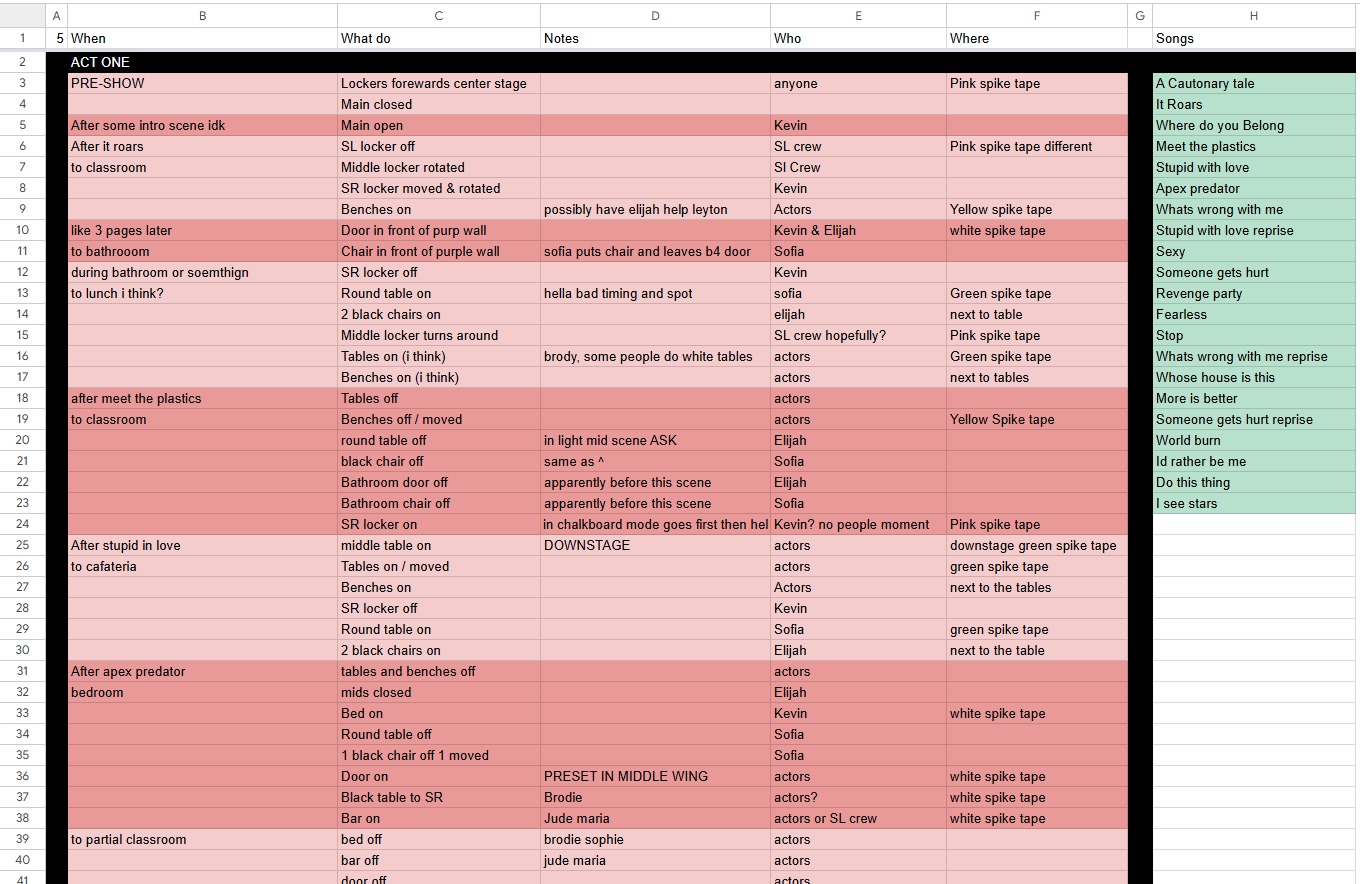 A B C D E F G H
1 5 When What do Notes Who Where Songs
2 ACT ONE
3 PRE-SHOW Lockers forewards center stage anyone Pink spike tape A Cautonary tale
4 Main closed It Roars
5 After some intro scene idk Main open Kevin Where do you Belong
6 After it roars SL locker off SL crew Pink spike tape different Meet the plastics
7 to classroom Middle locker rotated Sl Crew Stupid with love
8 SR locker moved & rotated Kevin Apex predator
9 Benches on possibly have elijah help leyton Actors Yellow spike tape Whats wrong with me
10 like 3 pages later Door in front of purp wall Kevin & Elijah white spike tape Stupid with love reprise
11 to bathrooom Chair in front of purple wall sofia puts chair and leaves b4 door Sofia Sexy
12 during bathroom or soemthign SR locker off Kevin Someone gets hurt
13 to lunch i think? Round table on hella bad timing and spot sofia Green spike tape Revenge party
14 2 black chairs on elijah next to table Fearless
15 Middle locker turns around SL crew hopefully? Pink spike tape Stop
16 Tables on (i think) brody, some people do white tables actors Green spike tape Whats wrong with me reprise
17 Benches on (i think) actors next to tables Whose house is this
18 after meet the plastics Tables off actors More is better
19 to classroom Benches off / moved actors Yellow Spike tape Someone gets hurt reprise
20 round table off in light mid scene ASK Elijah World burn
21 black chair off same as ^ Sofia Id rather be me
22 Bathroom door off apparently before this scene Elijah Do this thing
23 Bathroom chair off apparently before this scene Sofia I see stars
24 SR locker on in chalkboard mode goes first then hel Kevin? no people moment Pink spike tape
25 After stupid in love middle table on DOWNSTAGE actors downstage green spike tape
26 to cafateria Tables on / moved actors green spike tape
27 Benches on Actors next to the tables
28 SR locker off Kevin
29 Round table on Sofia green spike tape
30 2 black chairs on Elijah next to the table
31 After apex predator tables and benches off actors
32 bedroom mids closed Elijah
33 Bed on Kevin white spike tape
34 Round table off Sofia
35 1 black chair off 1 moved Sofia
36 Door on PRESET IN MIDDLE WING actors white spike tape
37 Black table to SR Brodie actors? white spike tape
38 Bar on Jude maria actors or SL crew white spike tape
39 to partial classroom bed off brodie sophie actors
40 bar off jude maria actors
41 door off actors